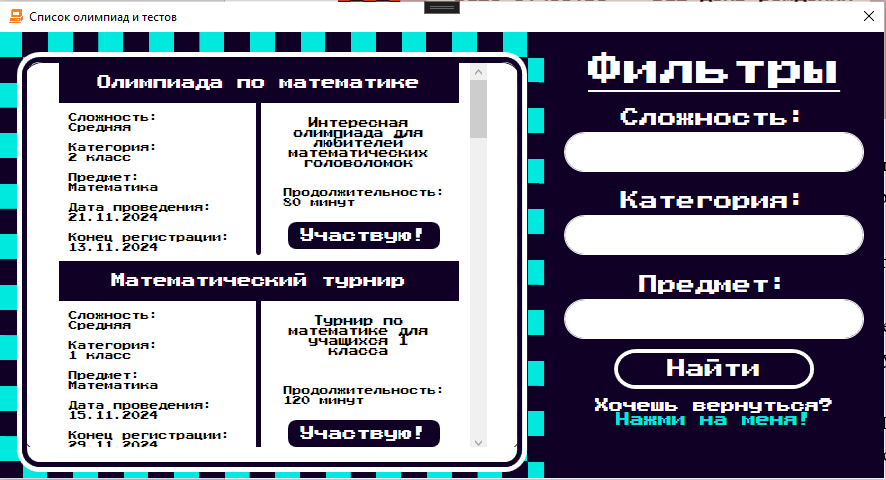 Список олимпиад и тестов
Олимпиада по математике
Сложность:
Средняя
Категория:
2 класс
Предмет:
Математика
Дата проведения:
21.11.2024
Конец регистрации:
13.11.2024
Интересная
олимпиада для
любителей
математических
головоломок
Продолжительность:
80 минут
Участвую!
Математический турнир
Сложность:
Средняя
Категория:
1 класс
Предмет:
Математика
Дата проведения:
15.11.2024
Конец регистрации:
29.11.2024
Турнир по
математике для
учащихся 1
класса
Продолжительность:
120 минут
Участвую!
Фильтры
Сложность:
Категория:
Предмет:
Найти
Хочешь вернуться?
Нажми на меня!